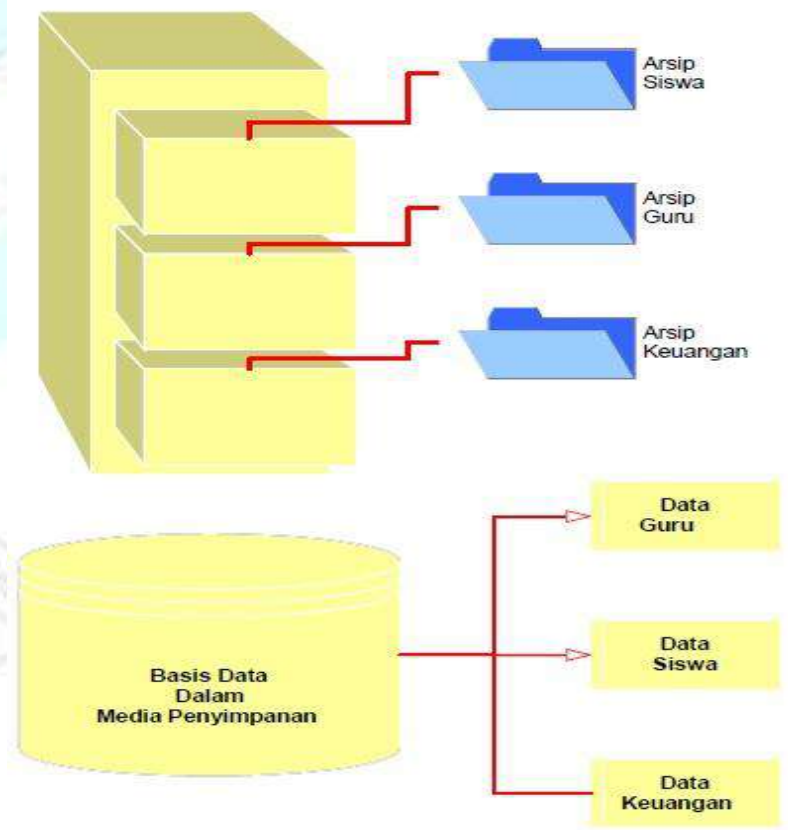 Arsip
Siswa
Arsip
Guru
Arsip
Keuangan
Data
Guru
Basis Data
Dalam
Media Penyimpanan
Data
Siswa
Data
Keuangan